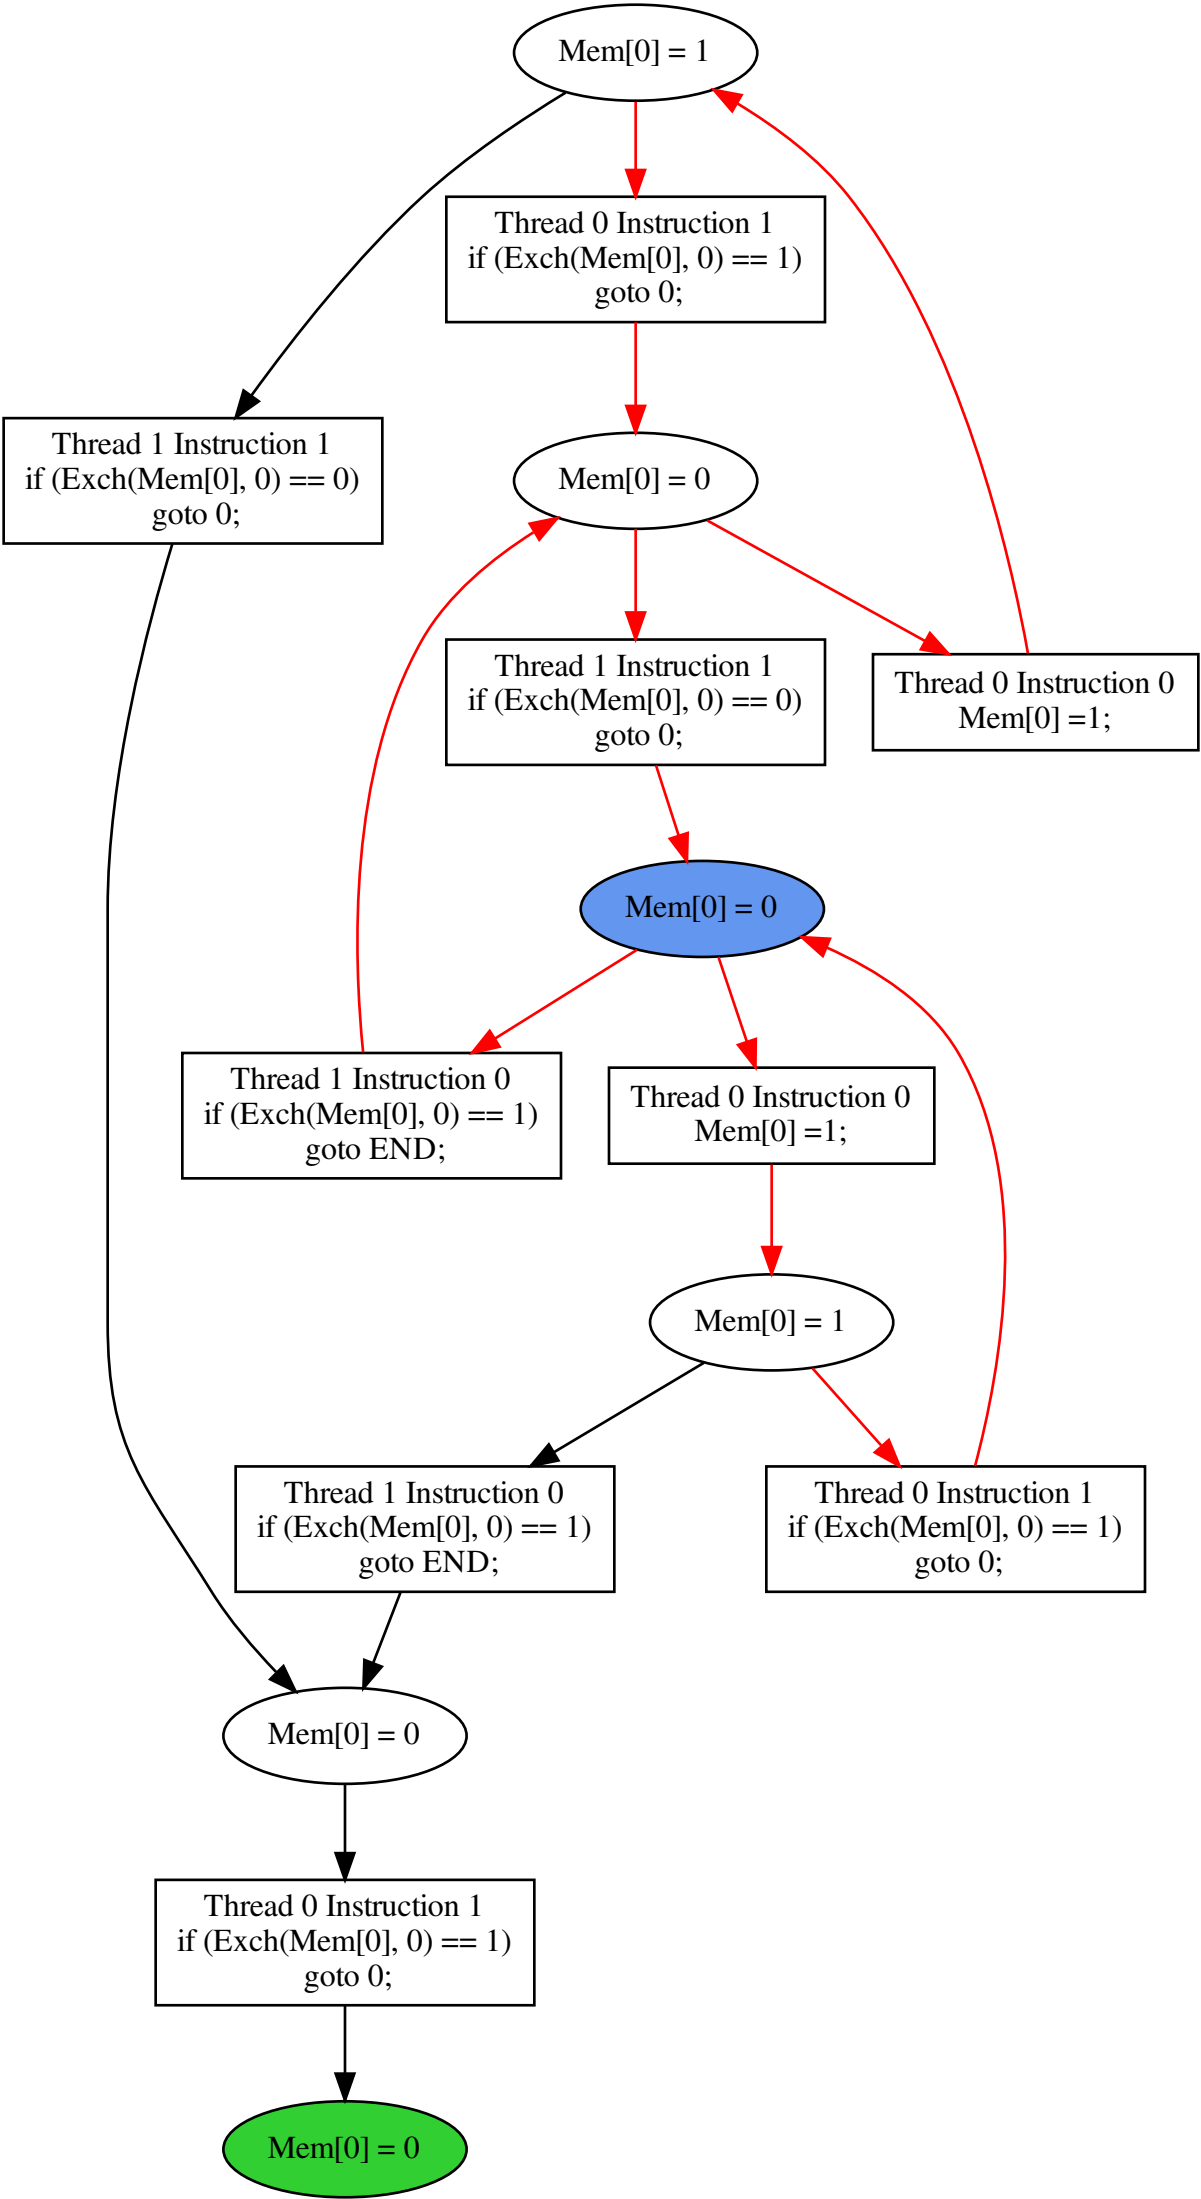 Mem[0] = 1
Thread 0 Instruction 1
if (Exch(Mem[0], 0) == 1)
goto 0;
Thread 1 Instruction 1
if (Exch(Mem[0], 0) == 0)
goto 0;
Mem[0] = 0
Thread 1 Instruction 1
if (Exch(Mem[0], 0) == 0)
goto 0;
Thread 0 Instruction 0
Mem[0] =1;
Mem[0] = 0
Thread 1 Instruction 0
if (Exch(Mem[0], 0) == 1)
goto END;
Thread 0 Instruction 0
Mem[0] =1;
Mem[0] = 1
Thread 1 Instruction 0
if (Exch(Mem[0], 0) == 1)
goto END;
Thread 0 Instruction 1
if (Exch(Mem[0], 0) == 1)
goto 0;
Mem[0] = 0
Thread 0 Instruction 1
if (Exch(Mem[0], 0) == 1)
goto 0;
Mem[0] = 0